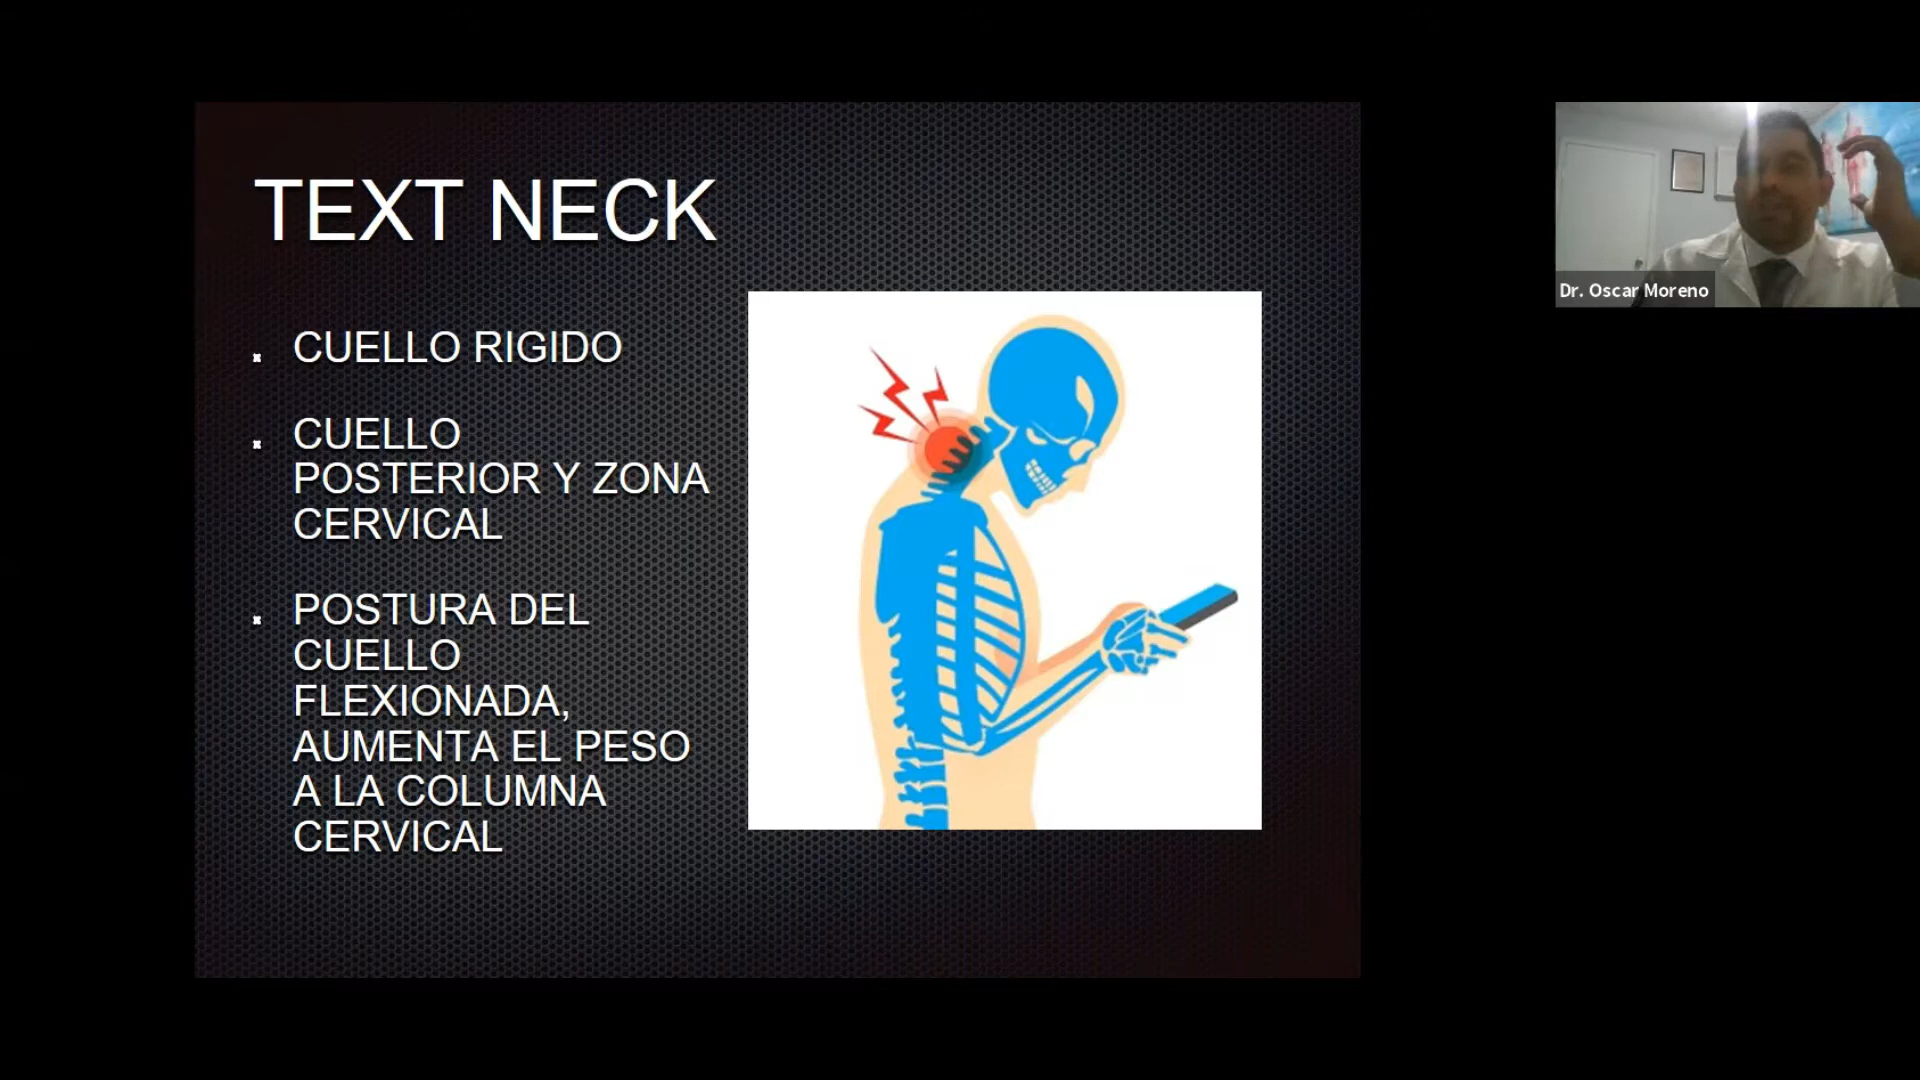 TEXT NECK
CUELLO RIGIDO
CUELLO
POSTERIOR Y ZONA
CERVICAL
POSTURA DEL
CUELLO
FLEXIONADA,
AUMENTA EL PESO
A LA COLUMNA
CERVICAL
Dr. Oscar Moreno